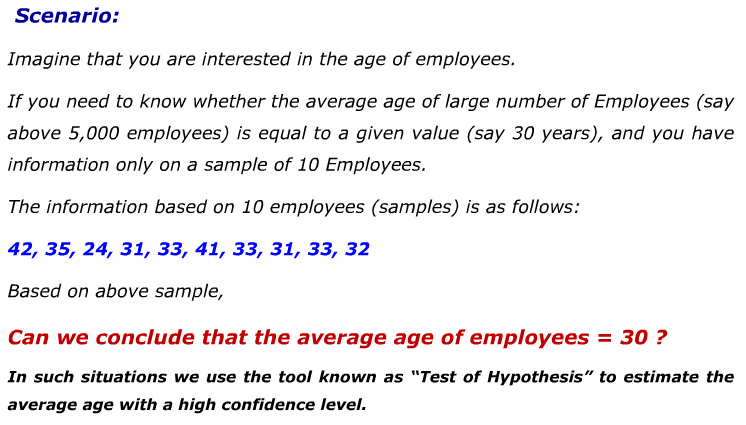 Scenario:
Imagine that you are interested in the age of employees.
If you need to know whether the average age of large number of Employees (say
above 5,000 employees) is equal to a given value (say 30 years), and you have
information only on a sample of 10 Employees.
The information based on 10 employees (samples) is as follows:
42, 35, 24, 31, 33, 41, 33, 31, 33, 32
Based on above sample,
Can we conclude that the average age of employees = 30 ?
In such situations we use the tool known as “Test of Hypothesis” to estimate the
average age with a high confidence level.